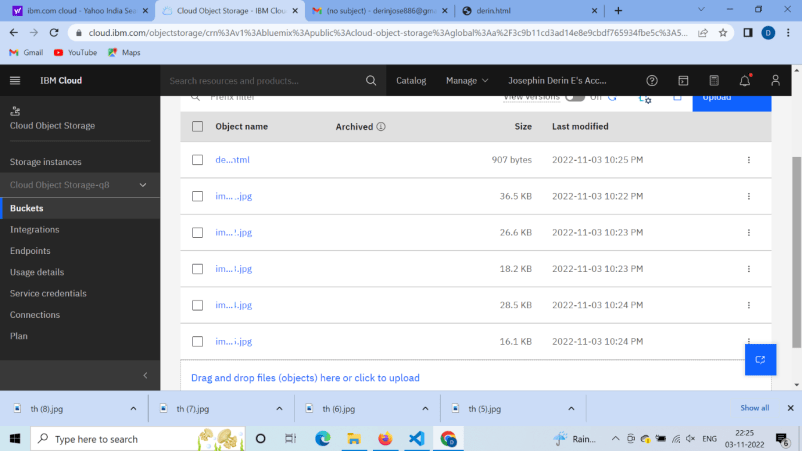 ibm.com cloud - Yahoo India Sea
Cloud Object Storage - IBM Clou
(no subject) - derinjose886@gm
derin.html
cloud.ibm.com/objectstorage/crn%3Av1%3Abluemix%3Apublic%3Acloud-object-storage%3Aglobal%3Aa%2F3c9b11cd3ad14e8e9cbdf765934fbe5c%3A5...
D
Gmail
YouTube
Maps
IBM Cloud
Search resources and products...
Catalog
Manage
Josephin Derin E's Acc...
Cloud Object Storage
Storage instances
Cloud Object Storage-q8
Buckets
Integrations
Endpoints
Usage details
Service credentials
Connections
Plan
Prefix filter
View versions
Off
Upload
Object name
Archived
Size
Last modified
de...html
907 bytes
2022-11-03 10:25 PM
im....jpg
36.5 KB
2022-11-03 10:22 PM
im....jpg
26.6 KB
2022-11-03 10:23 PM
im....jpg
18.2 KB
2022-11-03 10:23 PM
im....jpg
28.5 KB
2022-11-03 10:24 PM
im....jpg
16.1 KB
2022-11-03 10:24 PM
Drag and drop files (objects) here or click to upload
th (8).jpg
th (7).jpg
th (6).jpg
th (5).jpg
Show all
Type here to search
Rain...
ENG
22:25
03-11-2022
6